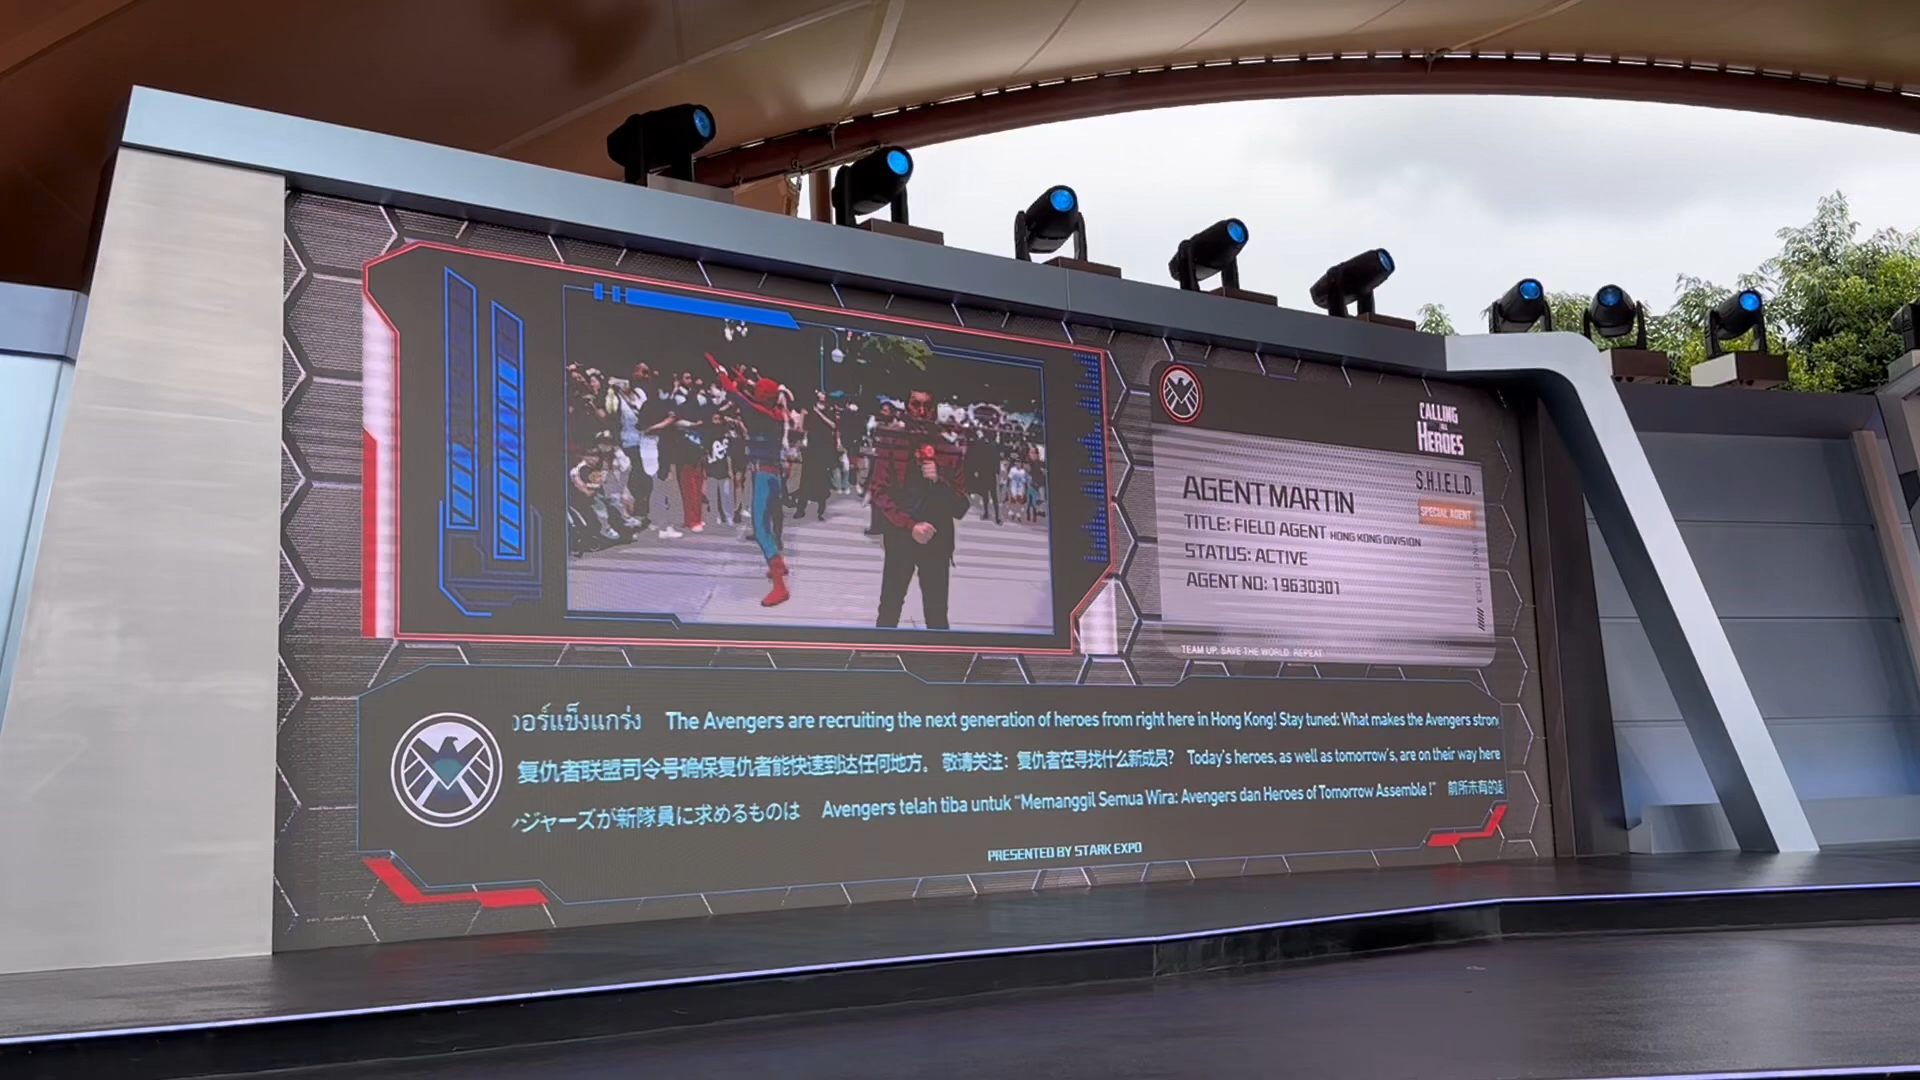 CALLING
ALL
HEROES
S.H.I.E.L.D.
SPECIAL AGENT
AGENT MARTIN
TITLE: FIELD AGENT HONG KONG DIVISION
STATUS: ACTIVE
AGENT NO: 19630301
TEAM UP. SAVE THE WORLD. REPEAT.
อร์แข็งแกร่ง The Avengers are recruiting the next generation of heroes from right here in Hong Kong! Stay tuned: What makes the Avengers stron
复仇者联盟司令号确保复仇者能快速到达任何地方。 敬请关注：复仇者在寻找什么新成员? Today's heroes, as well as tomorrow's, are on their way here
ジャーズが新隊員に求めるものは Avengers telah tiba untuk "Memanggil Semua Wira: Avengers dan Heroes of Tomorrow Assemble!" 前所未有的
PRESENTED BY STARK EXPO